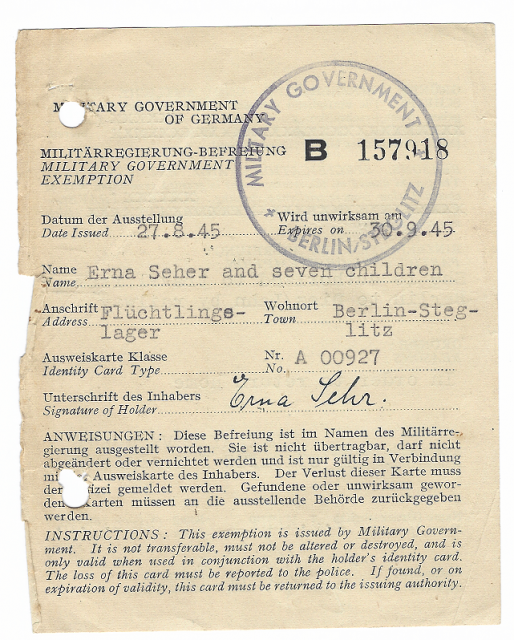 MILITARY GOVERNMENT
OF GERMANY
MILITÄRREGIERUNG-BEFREIUNG B 157918
MILITARY GOVERNMENT
EXEMPTION
MILITARY GOVERNMENT
* BERLIN/STEGLITZ
Datum der Ausstellung
Date Issued 27.8.45
Wird unwirksam am
Expires on 30.9.45
Name Erna Seher and seven children
Name
Anschrift Flüchtlings-
Address lager
Wohnort Berlin-Steg-
Town litz
Ausweiskarte Klasse
Identity Card Type
Nr. A 00927
No.
Unterschrift des Inhabers
Signature of Holder Erna Sehr.
ANWEISUNGEN : Diese Befreiung ist im Namen des Militärre-
gierung ausgestellt worden. Sie ist nicht übertragbar, darf nicht
abgeändert oder vernichtet werden und ist nur gültig in Verbindung
mit der Ausweiskarte des Inhabers. Der Verlust dieser Karte muss
der Polizei gemeldet werden. Gefundene oder unwirksam gewor-
dene Karten müssen an die ausstellende Behörde zurückgegeben
werden.
INSTRUCTIONS : This exemption is issued by Military Govern-
ment. It is not transferable, must not be altered or destroyed, and is
only valid when used in conjunction with the holder's identity card.
The loss of this card must be reported to the police. If found, or on
expiration of validity, this card must be returned to the issuing authority.